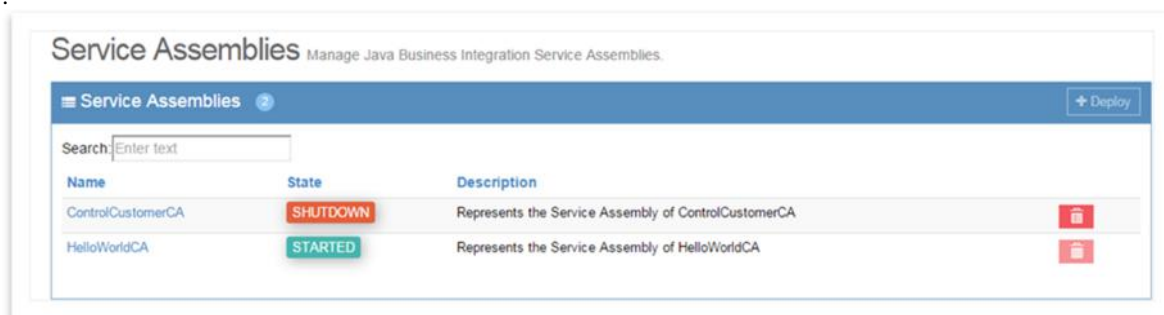 Service Assemblies Manage Java Business Integration Service Assemblies.
Service Assemblies 2 + Deploy
Search: Enter text
Name State Description
ControlCustomerCA SHUTDOWN Represents the Service Assembly of ControlCustomerCA
HelloWorldCA STARTED Represents the Service Assembly of HelloWorldCA